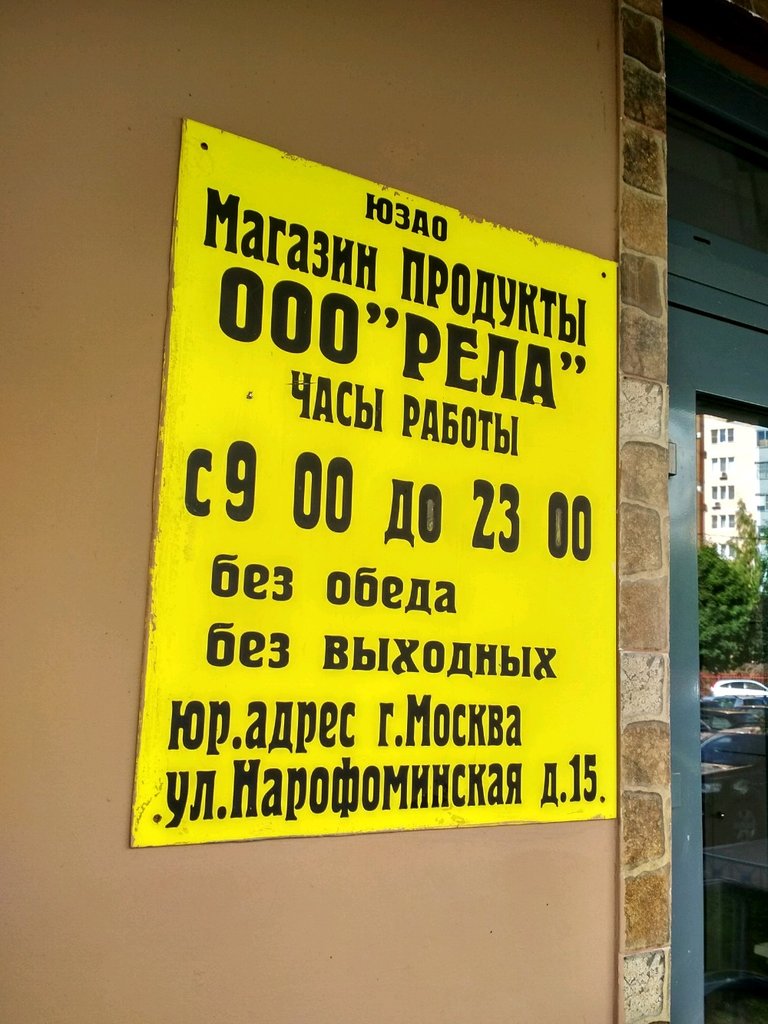 ЮЗАО
Магазин ПРОДУКТЫ
ООО "РЕЛА"
ЧАСЫ РАБОТЫ
с 9 00 до 23 00
без обеда
без выходных
юр.адрес г.Москва
ул.Нарофоминская д.15.